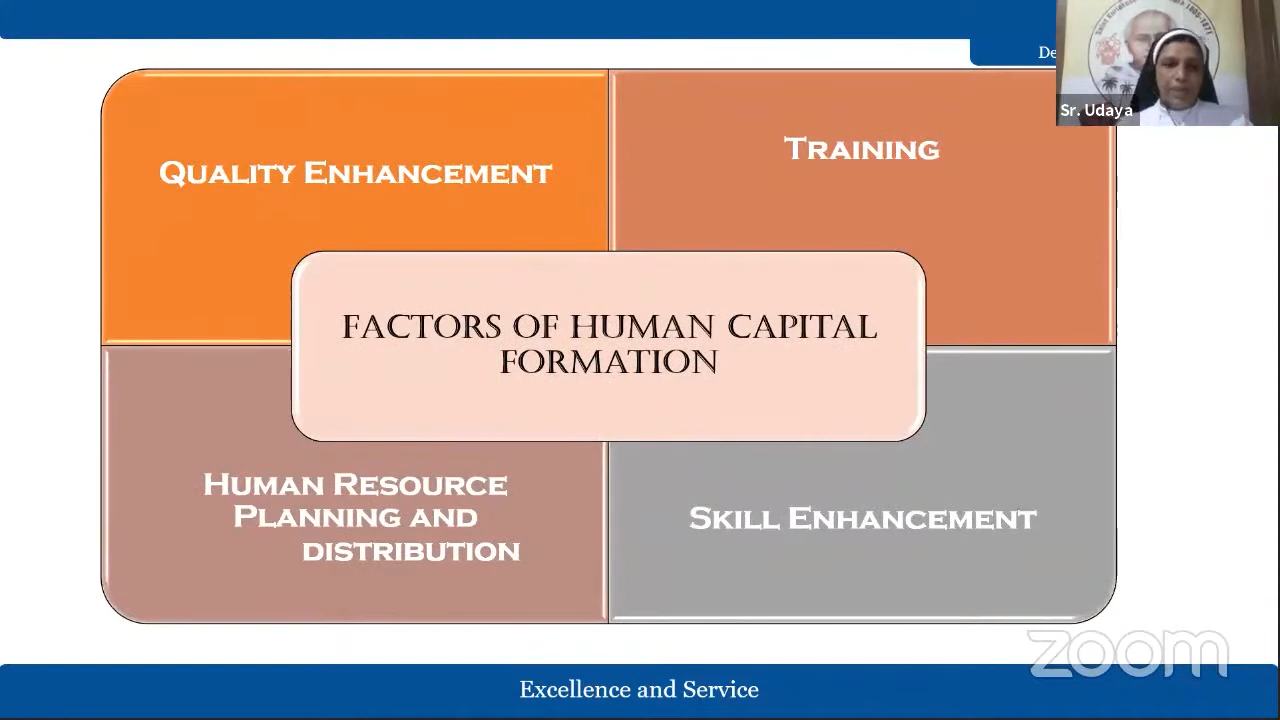 De
Sr. Udaya
QUALITY ENHANCEMENT
TRAINING
FACTORS OF HUMAN CAPITAL
FORMATION
HUMAN RESOURCE
PLANNING AND
DISTRIBUTION
SKILL ENHANCEMENT
zoom
Excellence and Service